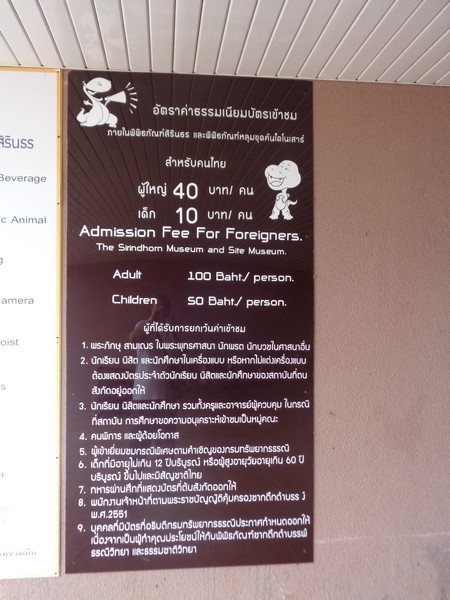 อัตราค่าธรรมเนียมบัตรเข้าชม
ภายในพิพิธภัณฑ์สิรินธร และพิพิธภัณฑ์หลุมขุดค้นไดโนเสาร์
สำหรับคนไทย
ผู้ใหญ่ 40 บาท/ คน
เด็ก 10 บาท/ คน
Admission Fee For Foreigners.
The Sirindhorn Museum and Site Museum.
Adult 100 Baht./ person.
Children 50 Baht./ person.
ผู้ที่ได้รับการยกเว้นค่าเข้าชม
1. พระภิกษุ สามเณร ในพระพุทธศาสนา นักพรต นักบวชในศาสนาอื่น
2. นักเรียน นิสิต และนักศึกษาในเครื่องแบบ หรือหากไม่แต่งเครื่องแบบ
ต้องแสดงบัตรประจำตัวนักเรียน นิสิตและนักศึกษาของสถาบันที่ตน
สังกัดอยู่ออกให้
3. นักเรียน นิสิตและนักศึกษา รวมทั้งครูและอาจารย์ผู้ควบคุม ในกรณี
ที่สถาบัน การศึกษาขอความอนุเคราะห์เข้าชมเป็นหมู่คณะ
4. คนพิการ และผู้ด้อยโอกาส
5. ผู้เข้าเยี่ยมชมกรณีพิเศษตามคำเชิญของกรมทรัพยากรธรณี
6. เด็กที่มีอายุไม่เกิน 12 ปีบริบูรณ์ หรือผู้สูงอายุวัยอายุเกิน 60 ปี
บริบูรณ์ ขึ้นไปและมีสัญชาติไทย
7. ทหารผ่านศึกที่แสดงบัตรที่ต้นสังกัดออกให้
8. พนักงานเจ้าหน้าที่ตามพระราชบัญญัติคุ้มครองซากดึกดำบรรพ์
พ.ศ.2551
9. บุคคลที่มีบัตรที่อธิบดีกรมทรัพยากรธรณีประกาศกำหนดออกให้
เนื่องจากเป็นผู้ทำคุณประโยชน์ให้กับพิพิธภัณฑ์ซากดึกดำบรรพ์
ธรณีวิทยา และธรรมชาติวิทยา
สิรินธร
Beverage
Animal